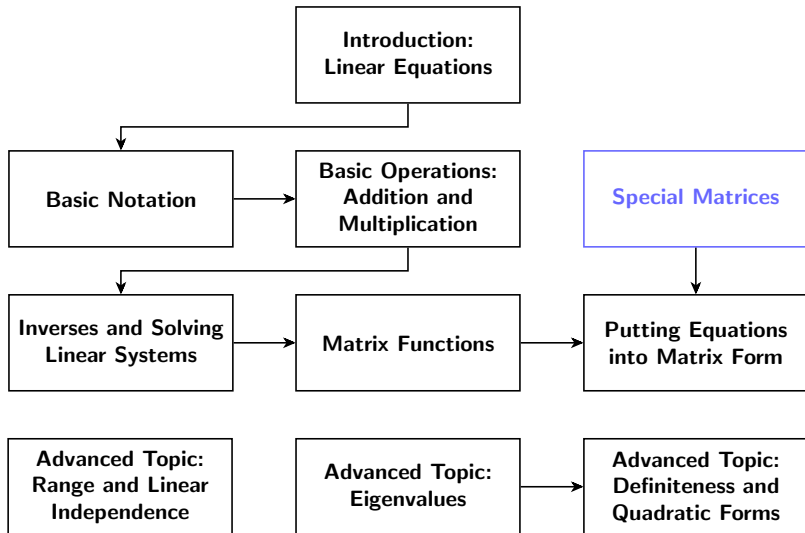 Introduction:
Linear Equations
Basic Notation
Basic Operations:
Addition and
Multiplication
Special Matrices
Inverses and Solving
Linear Systems
Matrix Functions
Putting Equations
into Matrix Form
Advanced Topic:
Range and Linear
Independence
Advanced Topic:
Eigenvalues
Advanced Topic:
Definiteness and
Quadratic Forms